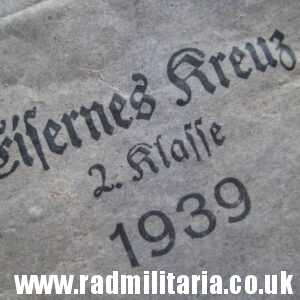 Eisernes Kreuz
2. Klasse
1939
www.radmilitaria.co.uk